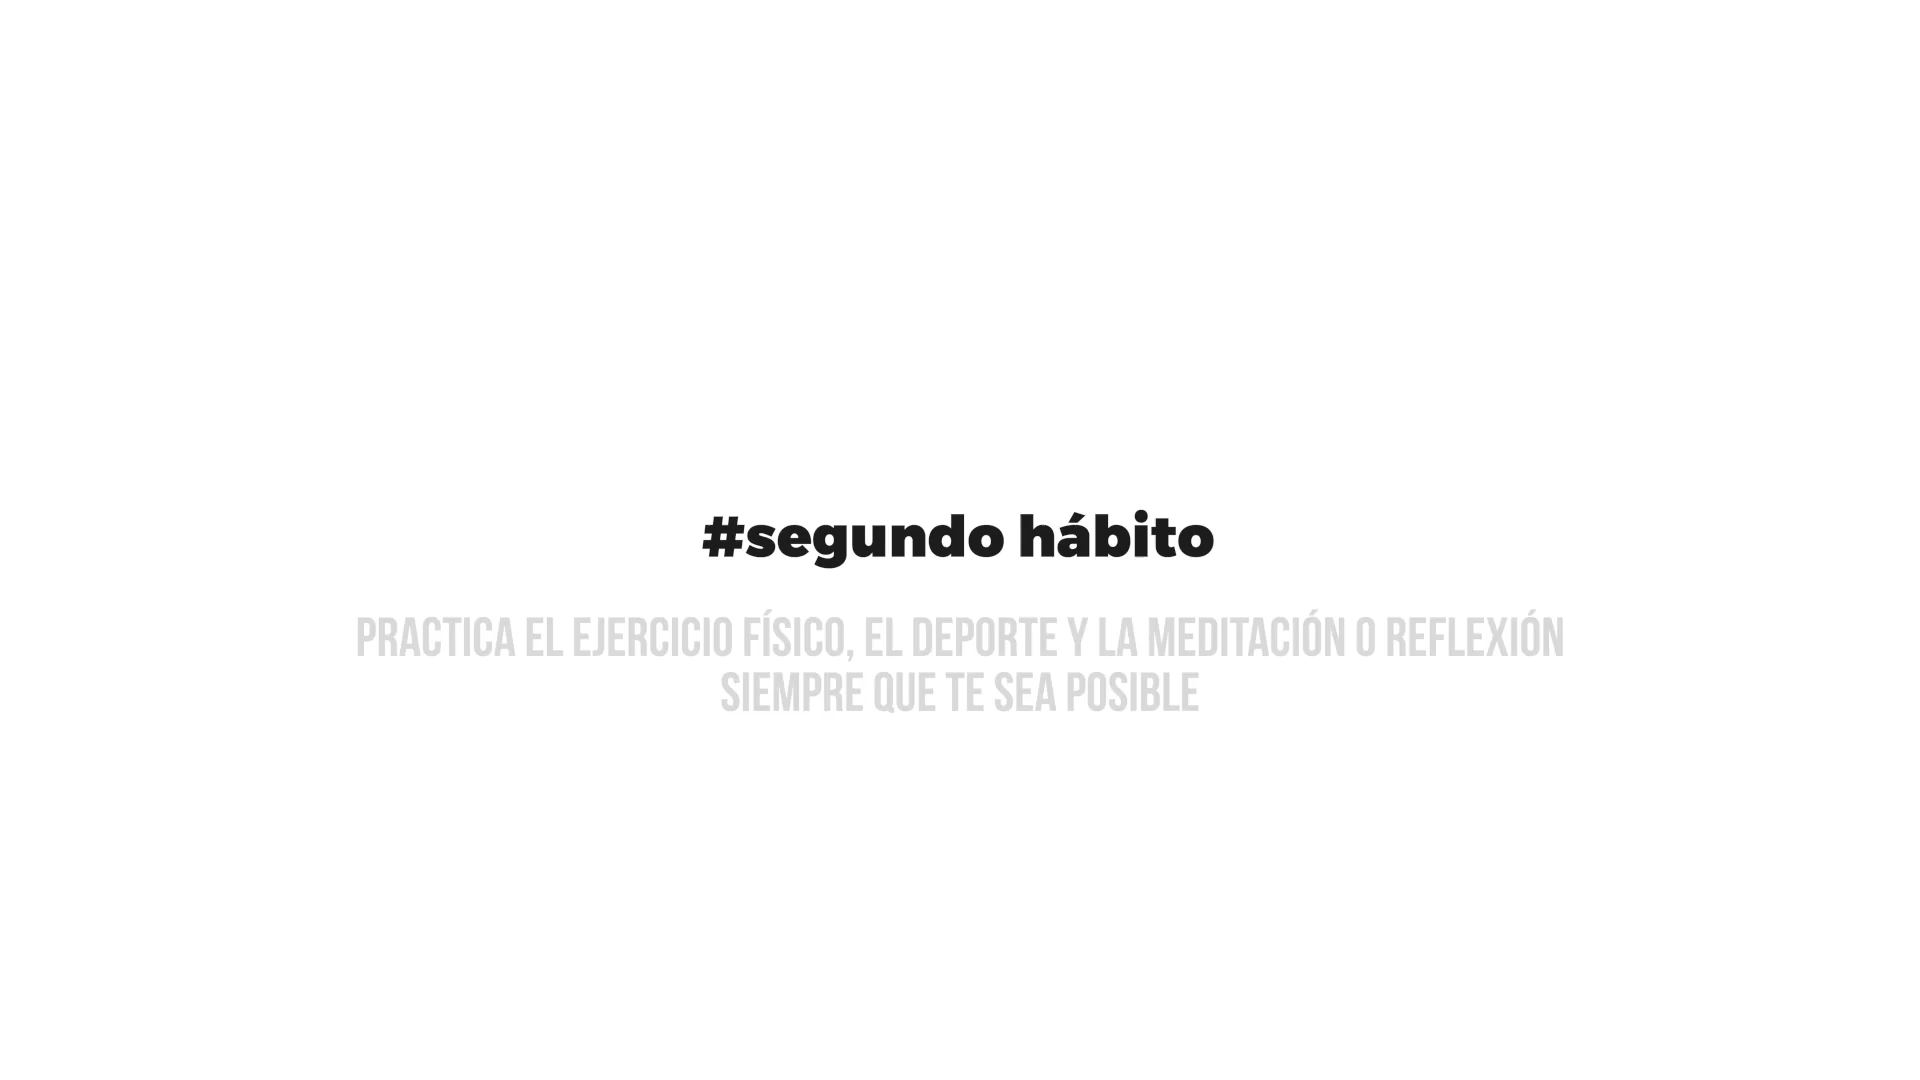 #segundo hábito
PRACTICA EL EJERCICIO FÍSICO, EL DEPORTE Y LA MEDITACIÓN O REFLEXIÓN
SIEMPRE QUE TE SEA POSIBLE